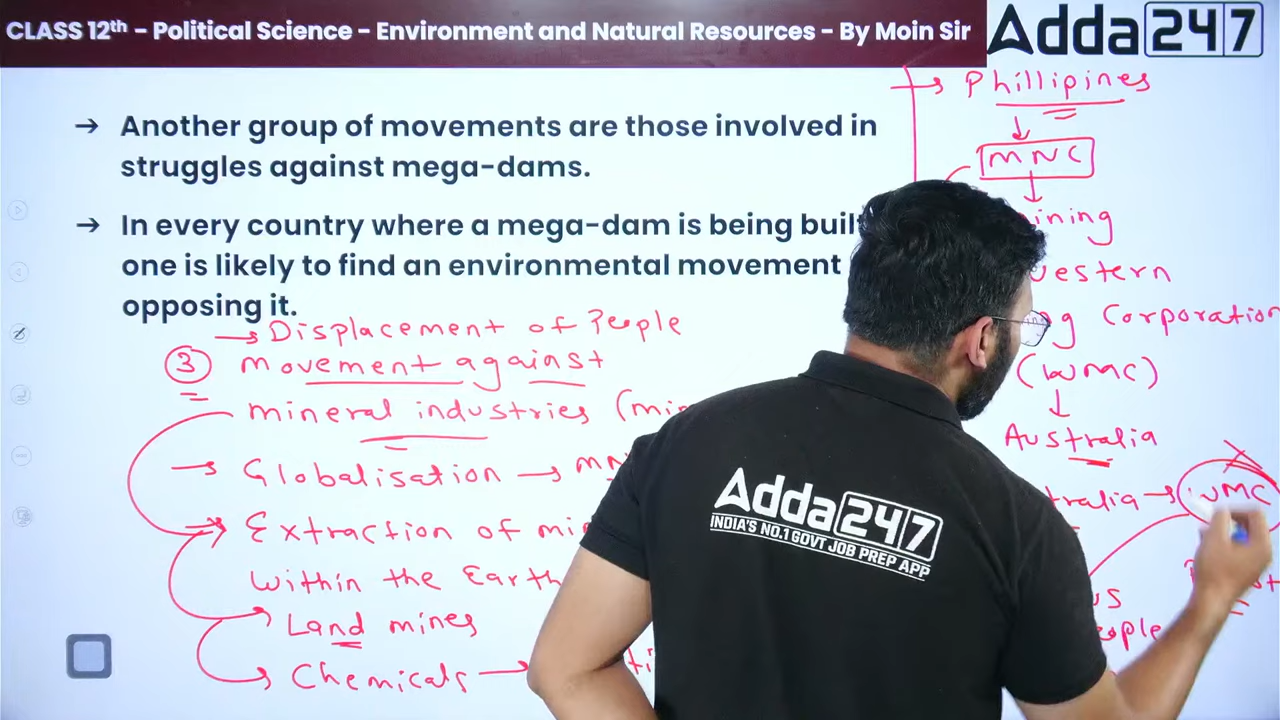 CLASS 12th - Political Science - Environment and Natural Resources - By Moin Sir
Adda247
→ Another group of movements are those involved in
struggles against mega-dams.
→ In every country where a mega-dam is being built
one is likely to find an environmental movement
opposing it.
→ Displacement of People
③ movement against
mineral industries
→ Globalisation →
→ Extraction of
within the Earth
→ Land mines
→ Chemicals →
→ Phillipines
↓
MNC
↓
Western
Corporation
(WMC)
↓
Australia
→ WMC
Adda247
INDIA'S NO.1 GOVT JOB PREP APP